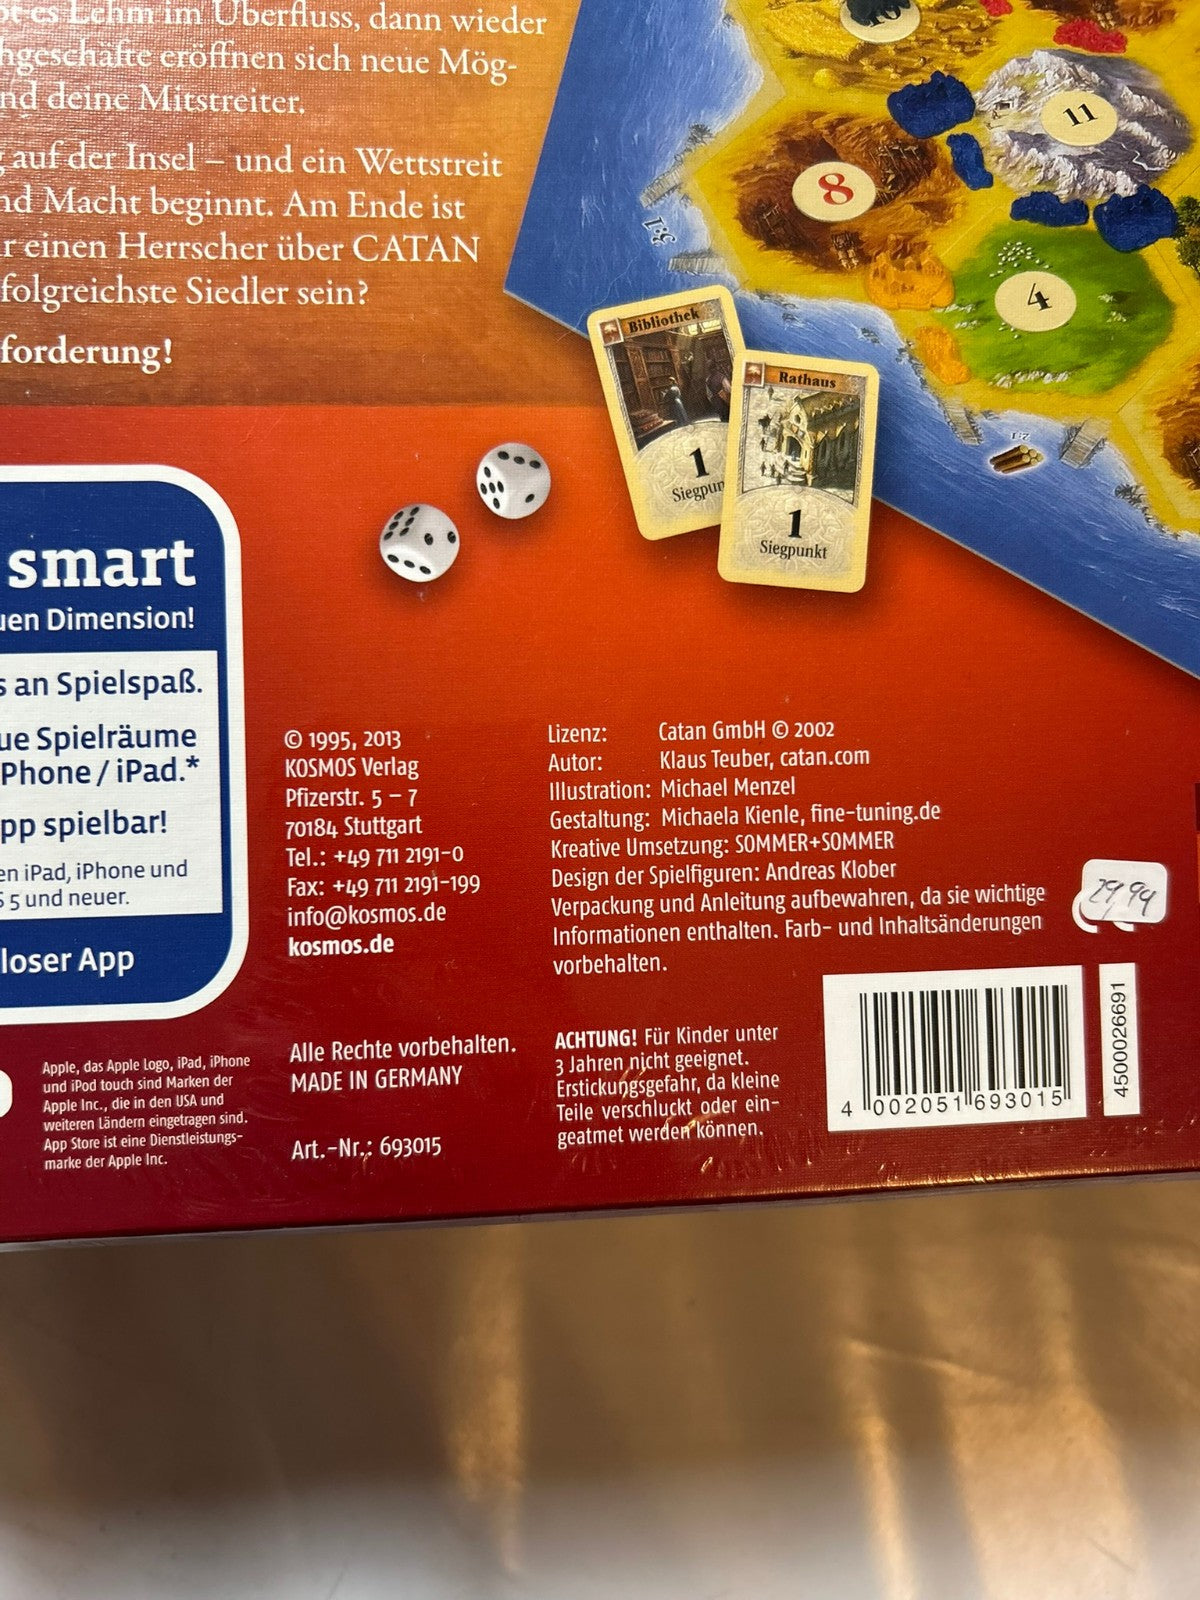 es Lehm im Überfluss, dann wieder
hgeschäfte eröffnen sich neue Mög-
nd deine Mitstreiter.
auf der Insel – und ein Wettstreit
nd Macht beginnt. Am Ende ist
r einen Herrscher über CATAN
folgreichste Siedler sein?
forderung!
10
11
8
4
3:1
Bibliothek
1
Siegpun
Rathaus
1
Siegpunkt
smart
uen Dimension!
s an Spielspaß.
ue Spielräume
Phone / iPad.*
pp spielbar!
en iPad, iPhone und
S 5 und neuer.
loser App
Apple, das Apple Logo, iPad, iPhone
und iPod touch sind Marken der
Apple Inc., die in den USA und
weiteren Ländern eingetragen sind.
App Store ist eine Dienstleistungs-
marke der Apple Inc.
© 1995, 2013
KOSMOS Verlag
Pfizerstr. 5 – 7
70184 Stuttgart
Tel.: +49 711 2191-0
Fax: +49 711 2191-199
info@kosmos.de
kosmos.de
Alle Rechte vorbehalten.
MADE IN GERMANY
Art.-Nr.: 693015
Lizenz: Catan GmbH © 2002
Autor: Klaus Teuber, catan.com
Illustration: Michael Menzel
Gestaltung: Michaela Kienle, fine-tuning.de
Kreative Umsetzung: SOMMER+SOMMER
Design der Spielfiguren: Andreas Klober
Verpackung und Anleitung aufbewahren, da sie wichtige
Informationen enthalten. Farb- und Inhaltsänderungen
vorbehalten.
ACHTUNG! Für Kinder unter
3 Jahren nicht geeignet.
Erstickungsgefahr, da kleine
Teile verschluckt oder ein-
geatmet werden können.
29,94
4 002051 693015
4500026691